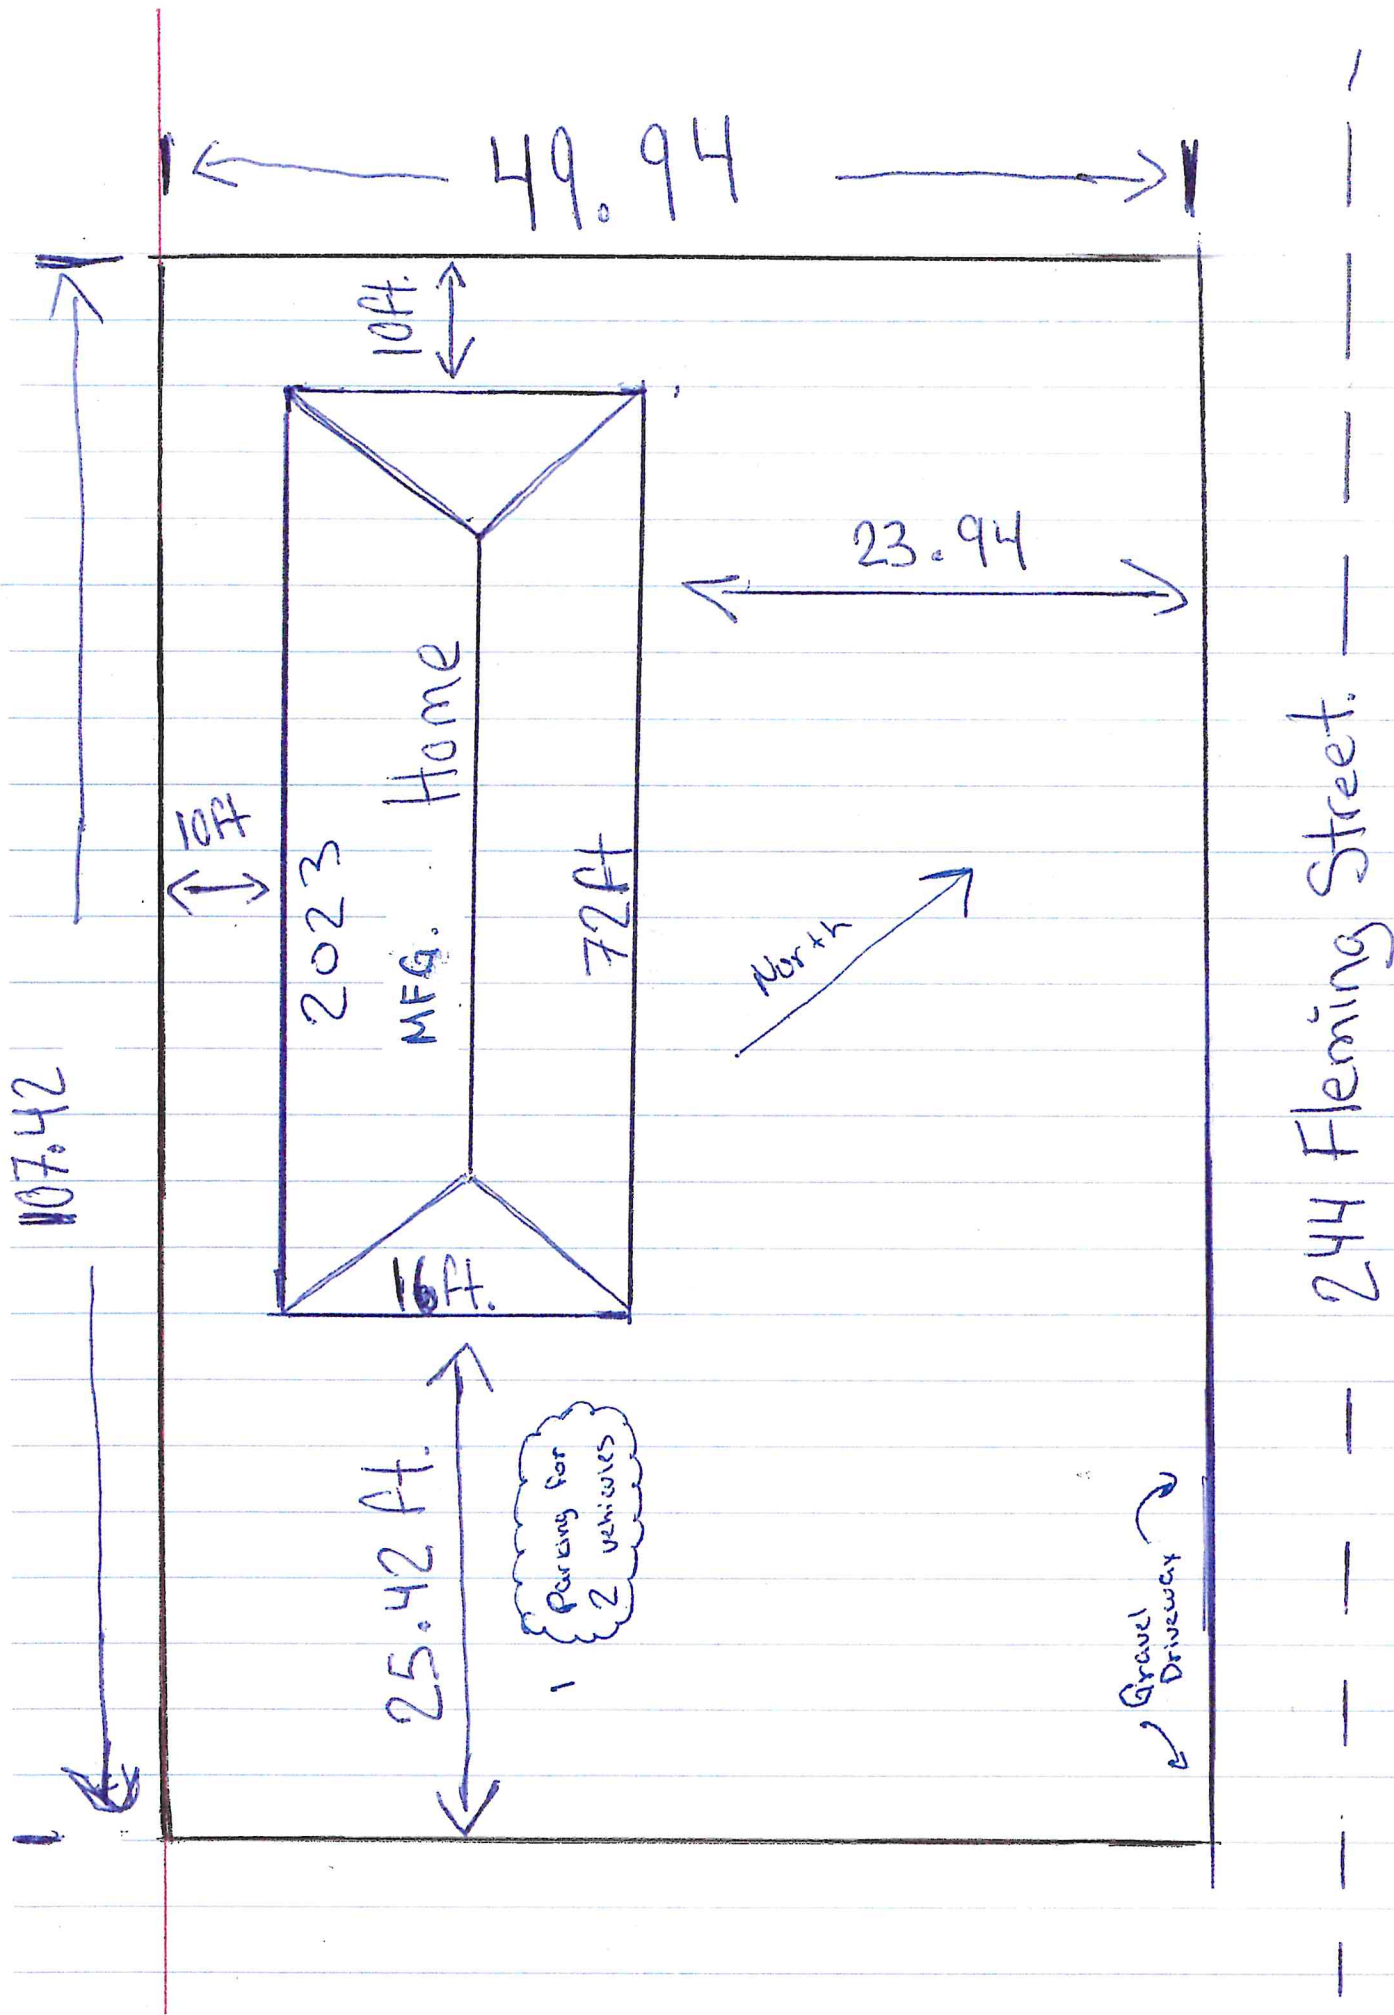 49.94
107.42
10ft.
10ft
2023
MFG. Home
72ft
16ft.
23.94
North
25.42 ft.
Parking for
2 vehicules
Gravel
Driveway
244 Fleming Street.